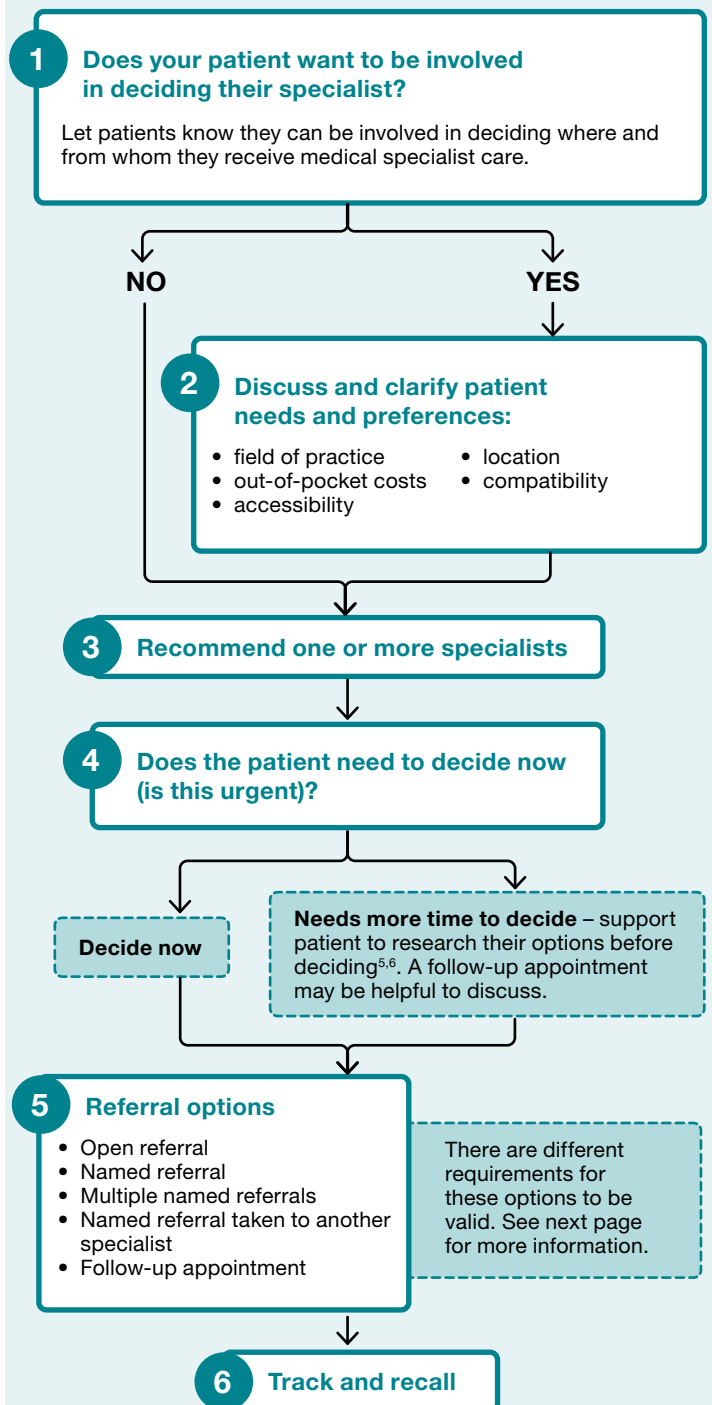 1
Does your patient want to be involved
in deciding their specialist?
Let patients know they can be involved in deciding where and
from whom they receive medical specialist care.
NO
YES
2
Discuss and clarify patient
needs and preferences:
• field of practice
• out-of-pocket costs
• accessibility
• location
• compatibility
3
Recommend one or more specialists
4
Does the patient need to decide now
(is this urgent)?
Decide now
Needs more time to decide – support
patient to research their options before
deciding5,6. A follow-up appointment
may be helpful to discuss.
5
Referral options
• Open referral
• Named referral
• Multiple named referrals
• Named referral taken to another
specialist
• Follow-up appointment
There are different
requirements for
these options to be
valid. See next page
for more information.
6
Track and recall